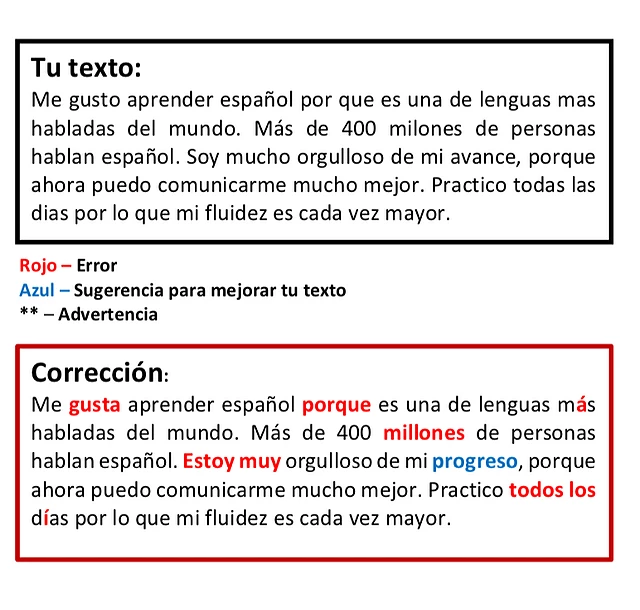 Tu texto:
Me gusto aprender español por que es una de lenguas mas
habladas del mundo. Más de 400 milones de personas
hablan español. Soy mucho orgulloso de mi avance, porque
ahora puedo comunicarme mucho mejor. Practico todas las
dias por lo que mi fluidez es cada vez mayor.
Rojo – Error
Azul – Sugerencia para mejorar tu texto
** – Advertencia
Corrección:
Me gusta aprender español porque es una de lenguas más
habladas del mundo. Más de 400 millones de personas
hablan español. Estoy muy orgulloso de mi progreso, porque
ahora puedo comunicarme mucho mejor. Practico todos los
días por lo que mi fluidez es cada vez mayor.